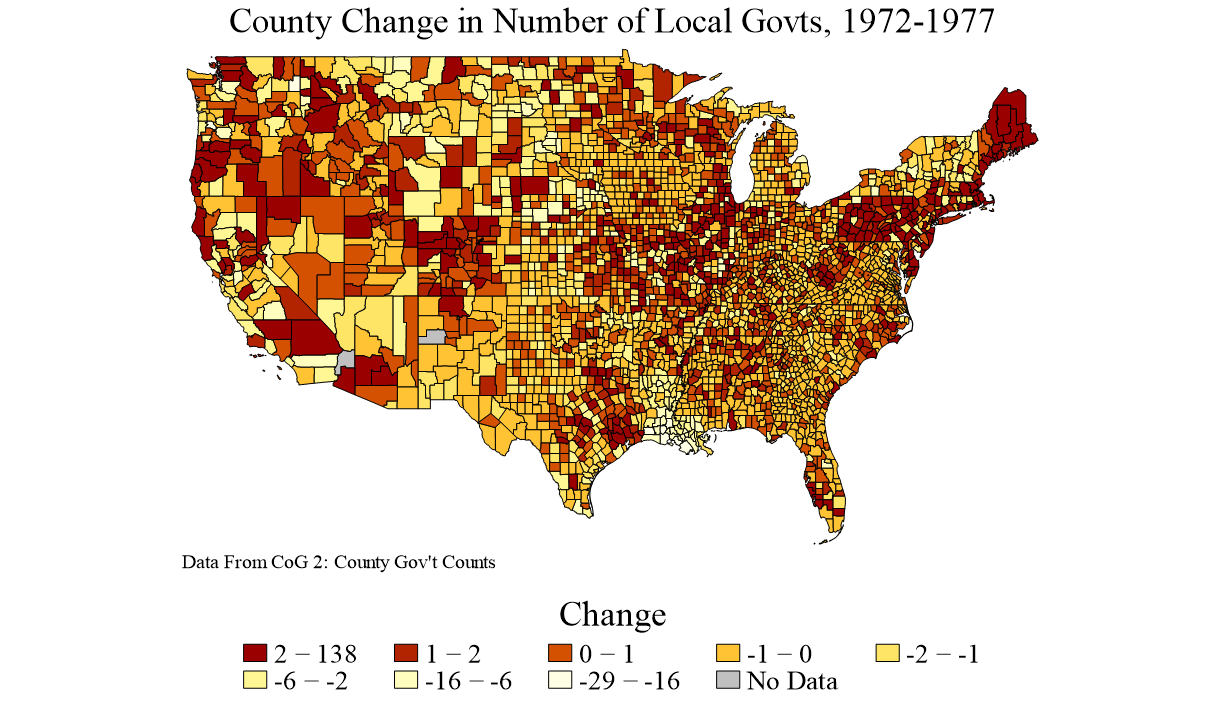 County Change in Number of Local Govts, 1972-1977
Data From CoG 2: County Gov't Counts
Change
2 − 138 1 − 2 0 − 1 -1 − 0 -2 − -1
-6 − -2 -16 − -6 -29 − -16 No Data